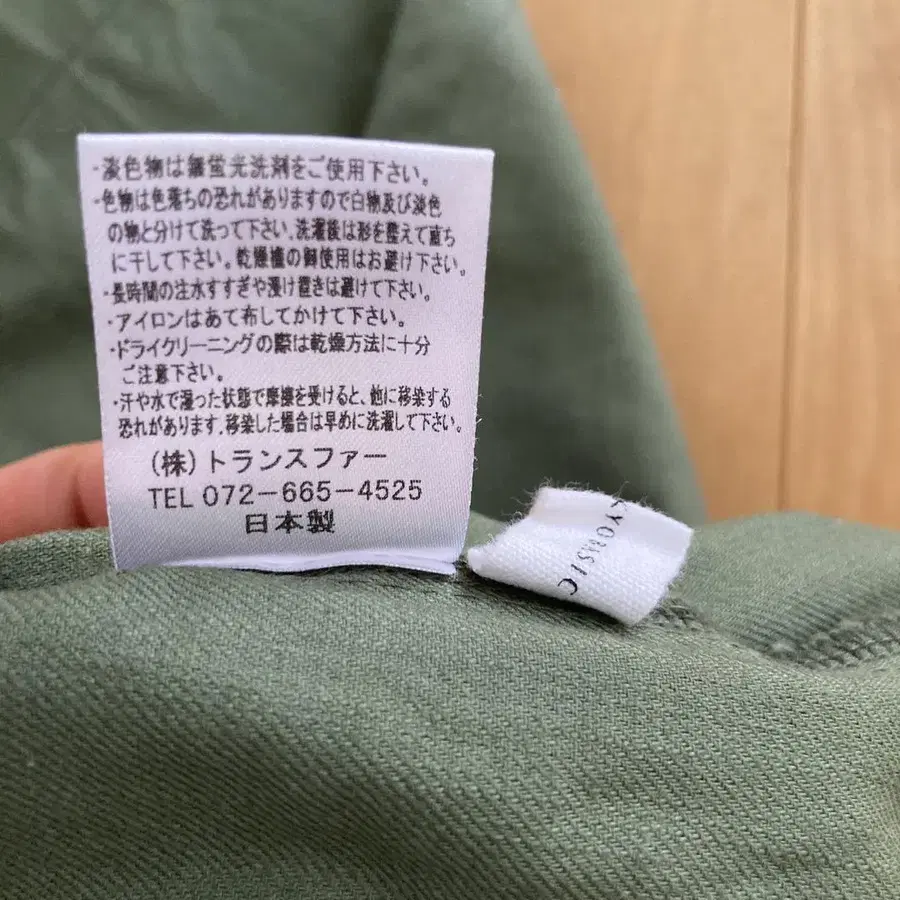 ・淡色物は無蛍光洗剤をご使用下さい。
・色物は色落ちの恐れがありますので白物及び淡色
の物と分けて洗って下さい.洗濯後は形を整えて直ち
に干して下さい。乾燥機の御使用はお避け下さい。
・長時間の注水すすぎや浸け置きは避けて下さい。
・アイロンはあて布してかけて下さい。
・ドライクリーニングの際は乾燥方法に十分
ご注意下さい。
・汗や水で湿った状態で摩擦を受けると、他に移染する
恐れがあります.移染した場合は早めに洗濯して下さい。
(株)トランスファー
TEL 072-665-4525
日本製